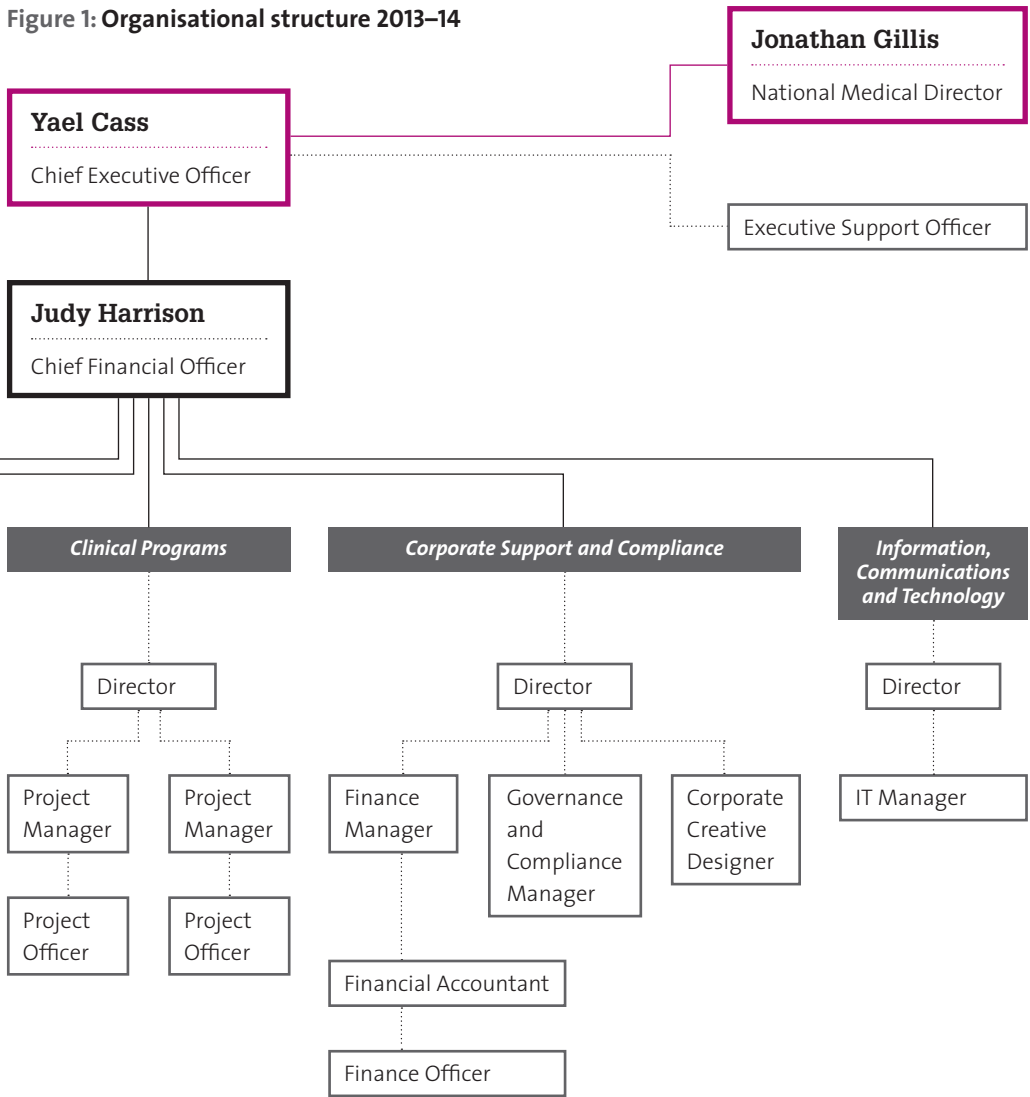 Figure 1: Organisational structure 2013–14
Jonathan Gillis
National Medical Director
Yael Cass
Chief Executive Officer
Executive Support Officer
Judy Harrison
Chief Financial Officer
Clinical Programs
Corporate Support and Compliance
Information,
Communications
and Technology
Director
Director
Director
Project
Manager
Project
Manager
Finance
Manager
Governance
and
Compliance
Manager
Corporate
Creative
Designer
IT Manager
Project
Officer
Project
Officer
Financial Accountant
Finance Officer